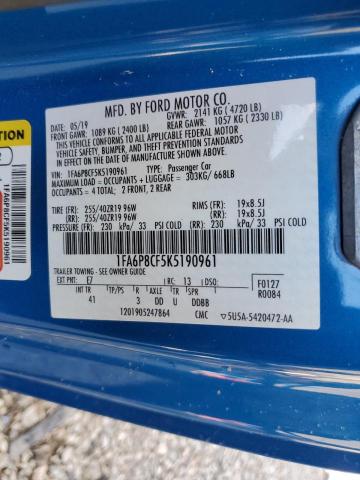 MFD. BY FORD MOTOR CO.
05/19 GVWR: 2141 KG ( 4720 LB)
FRONT GAWR: 1089 KG ( 2400 LB) REAR GAWR: 1057 KG ( 2330 LB)
THIS VEHICLE CONFORMS TO ALL APPLICABLE FEDERAL MOTOR
VEHICLE SAFETY, BUMPER, AND THEFT PREVENTION STANDARDS
IN EFFECT ON THE DATE OF MANUFACTURE SHOWN ABOVE.
VIN: 1FA6P8CF5K5190961 TYPE: Passenger Car
MAXIMUM LOAD = OCCUPANTS + LUGGAGE = 303KG/ 668LB
OCCUPANTS = 4 TOTAL: 2 FRONT, 2 REAR
TIRE (FR): 255/40ZR19 96W RIMS (FR): 19x8.5J
TIRE (RR): 255/40ZR19 96W RIMS (RR): 19x8.5J
PRESSURE (FR): 230 kPa/ 33 PSI COLD (RR): 230 kPa/ 33 PSI COLD
1FA6P8CF5K5190961
TRAILER TOWING - SEE OWNER GUIDE
EXT PNT: E7 RC: 13 DSO: F0127
INT TR TP/PS R AXLE TR SPR R0084
41 3 DD U DDBB
1201905247864 CMC 5U5A-5420472-AA
1FA6P8CF5K5190961